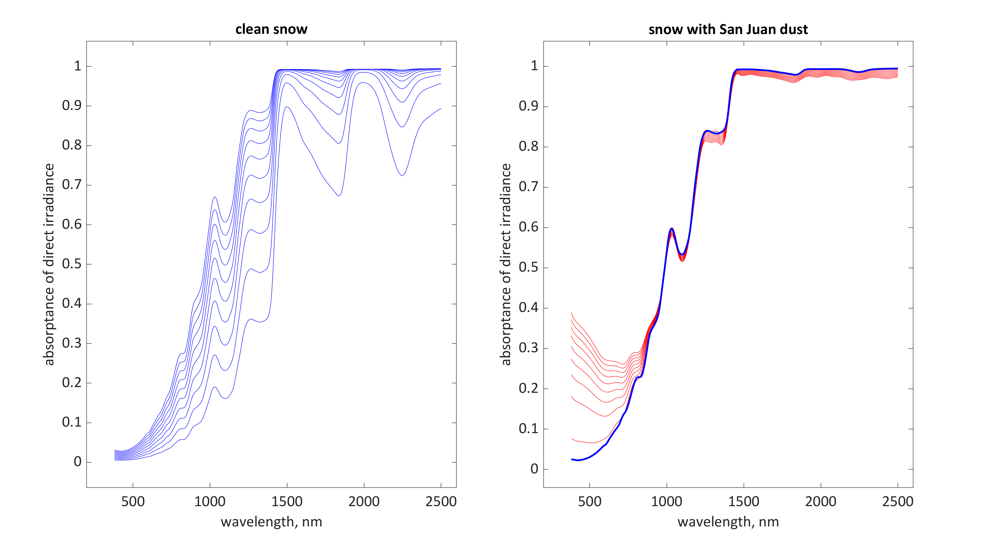 clean snow
absorptance of direct irradiance
1
0.9
0.8
0.7
0.6
0.5
0.4
0.3
0.2
0.1
0
500 1000 1500 2000 2500
wavelength, nm
snow with San Juan dust
absorptance of direct irradiance
1
0.9
0.8
0.7
0.6
0.5
0.4
0.3
0.2
0.1
0
500 1000 1500 2000 2500
wavelength, nm